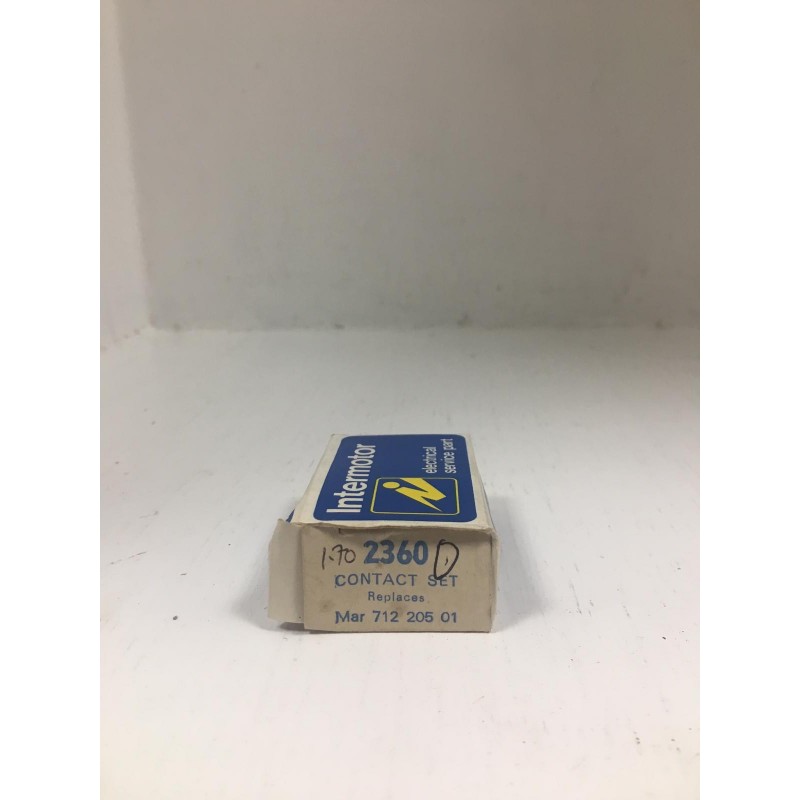 Intermotor
electrical
service part
1.70 2360 D
CONTACT SET
Replaces
Mar 712 205 01